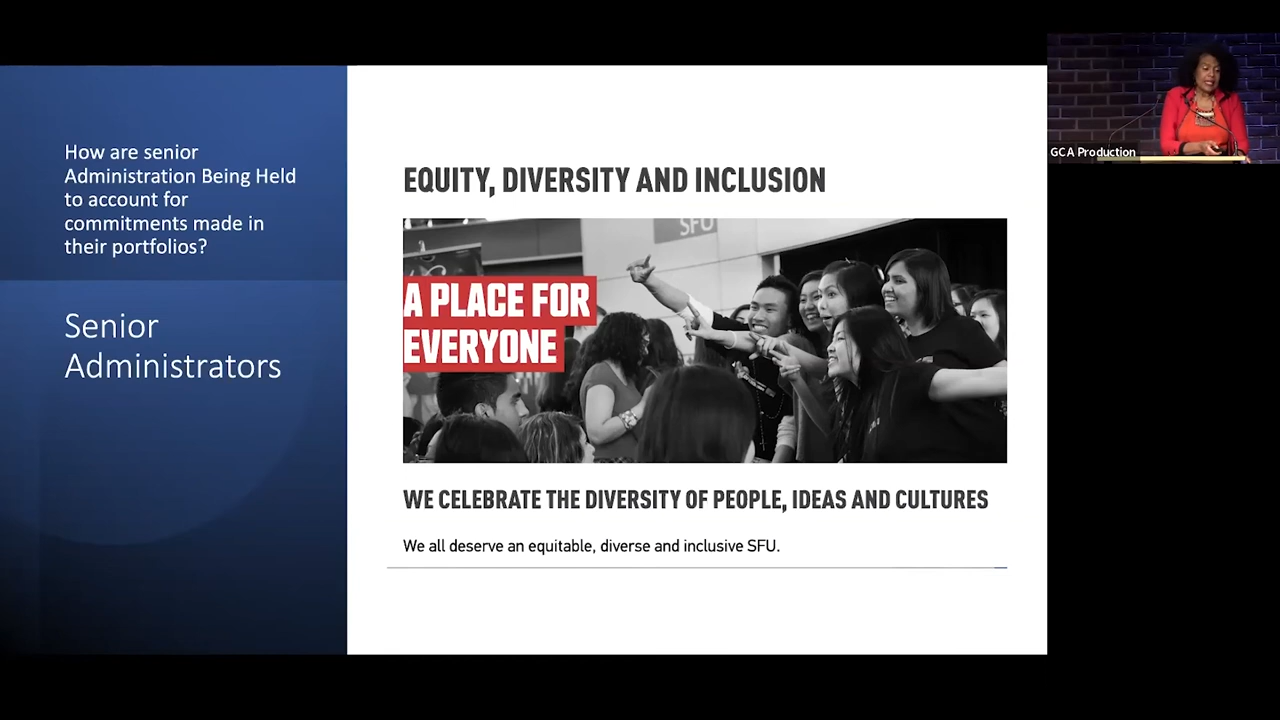 How are senior
Administration Being Held
to account for
commitments made in
their portfolios?
Senior
Administrators
EQUITY, DIVERSITY AND INCLUSION
SFU
A PLACE FOR
EVERYONE
WE CELEBRATE THE DIVERSITY OF PEOPLE, IDEAS AND CULTURES
We all deserve an equitable, diverse and inclusive SFU.
GCA Production